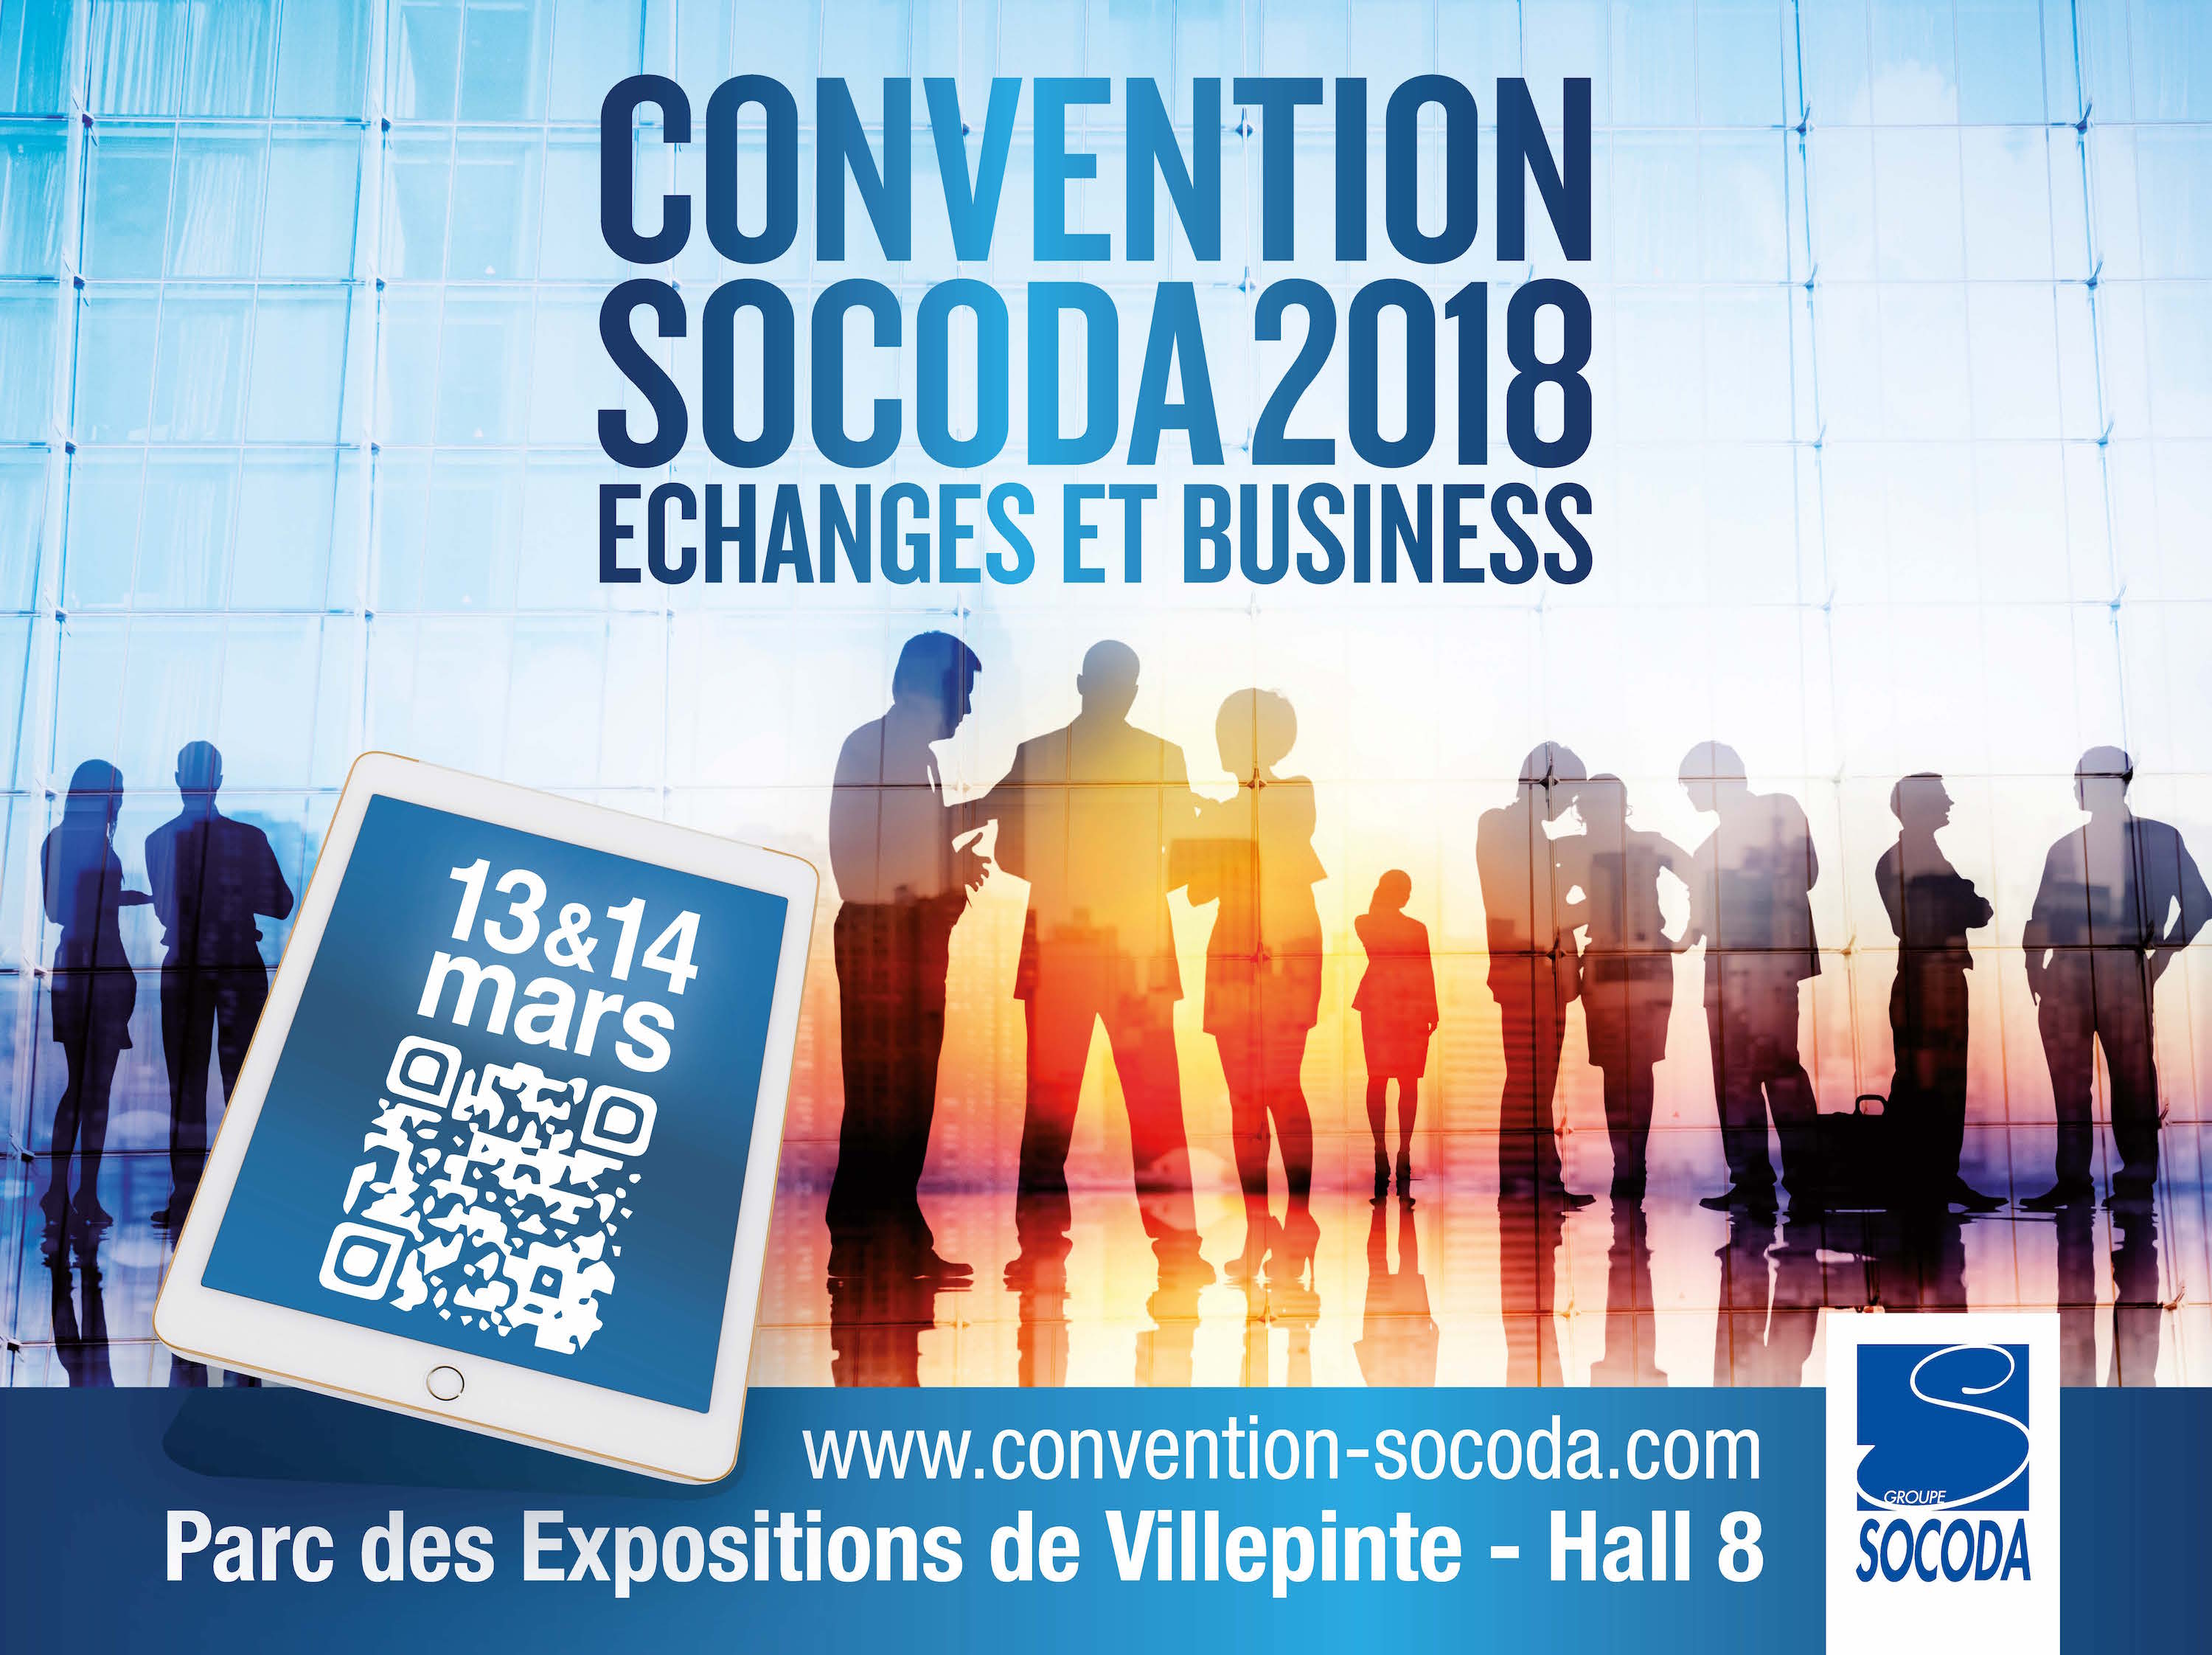 CONVENTION
SOCODA 2018
ECHANGES ET BUSINESS
13&14
mars
www.convention-socoda.com
Parc des Expositions de Villepinte - Hall 8
GROUPE
SOCODA